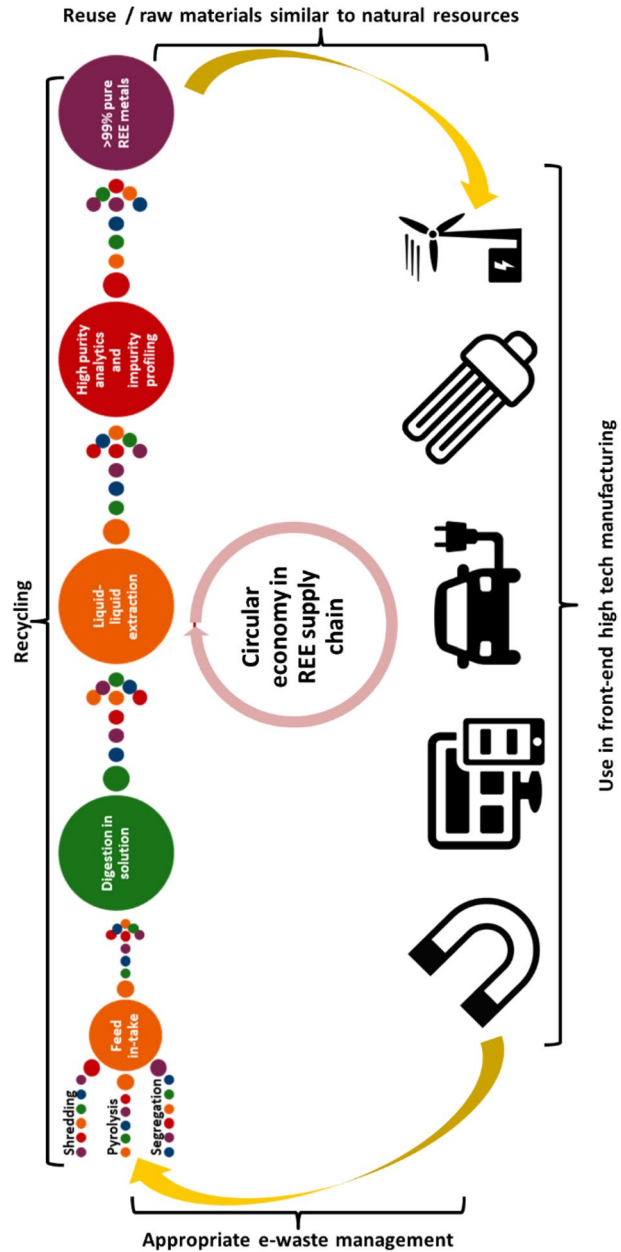 Reuse / raw materials similar to natural resources
Recycling
Shredding
Pyrolysis
Segregation
Feed
in-take
Digestion in
solution
Liquid-
liquid
extraction
High purity
analytics
and
impurity
profiling
>99% pure
REE metals
Circular
economy in
REE supply
chain
Use in front-end high tech manufacturing
Appropriate e-waste management